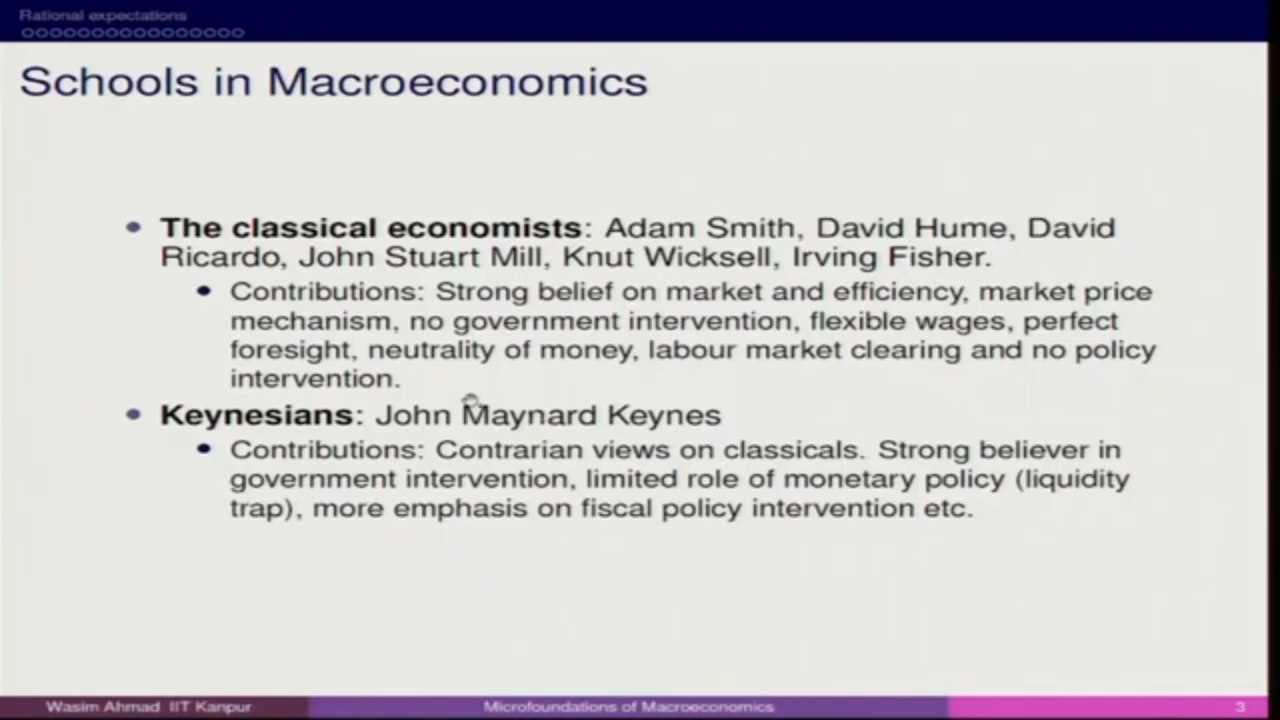 Rational expectations
Schools in Macroeconomics
The classical economists: Adam Smith, David Hume, David
Ricardo, John Stuart Mill, Knut Wicksell, Irving Fisher.
Contributions: Strong belief on market and efficiency, market price
mechanism, no government intervention, flexible wages, perfect
foresight, neutrality of money, labour market clearing and no policy
intervention.
Keynesians: John Maynard Keynes
Contributions: Contrarian views on classicals. Strong believer in
government intervention, limited role of monetary policy (liquidity
trap), more emphasis on fiscal policy intervention etc.
Wasim Ahmad IIT Kanpur Microfoundations of Macroeconomics 3